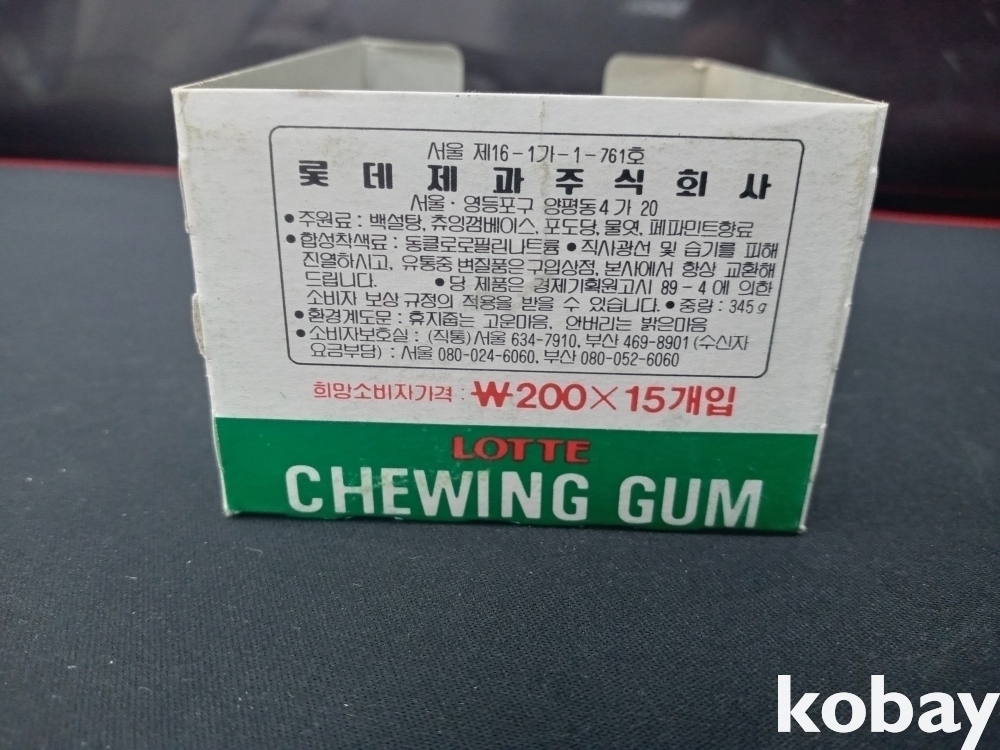 서울 제16-1가-1-761호
롯데제과주식회사
서울·영등포구 양평동4가 20
●주원료 : 백설탕, 츄잉껌베이스, 포도당, 물엿, 페파민트향료
●합성착색료 : 동클로로필린나트륨 ●직사광선 및 습기를 피해
진열하시고, 유통중 변질품은 구입상점, 본사에서 항상 교환해
드립니다. ●당 제품은 경제기획원고시 89-4에 의한
소비자 보상규정의 적용을 받을 수 있습니다. ●중량 : 345g
●환경계도문 : 휴지줍는 고운마음, 안버리는 밝은마음
●소비자보호실 : (직통)서울 634-7910, 부산 469-8901 (수신자
요금부담) : 서울 080-024-6060, 부산 080-052-6060
희망소비자가격 : ₩200×15개입
LOTTE
CHEWING GUM
kobay